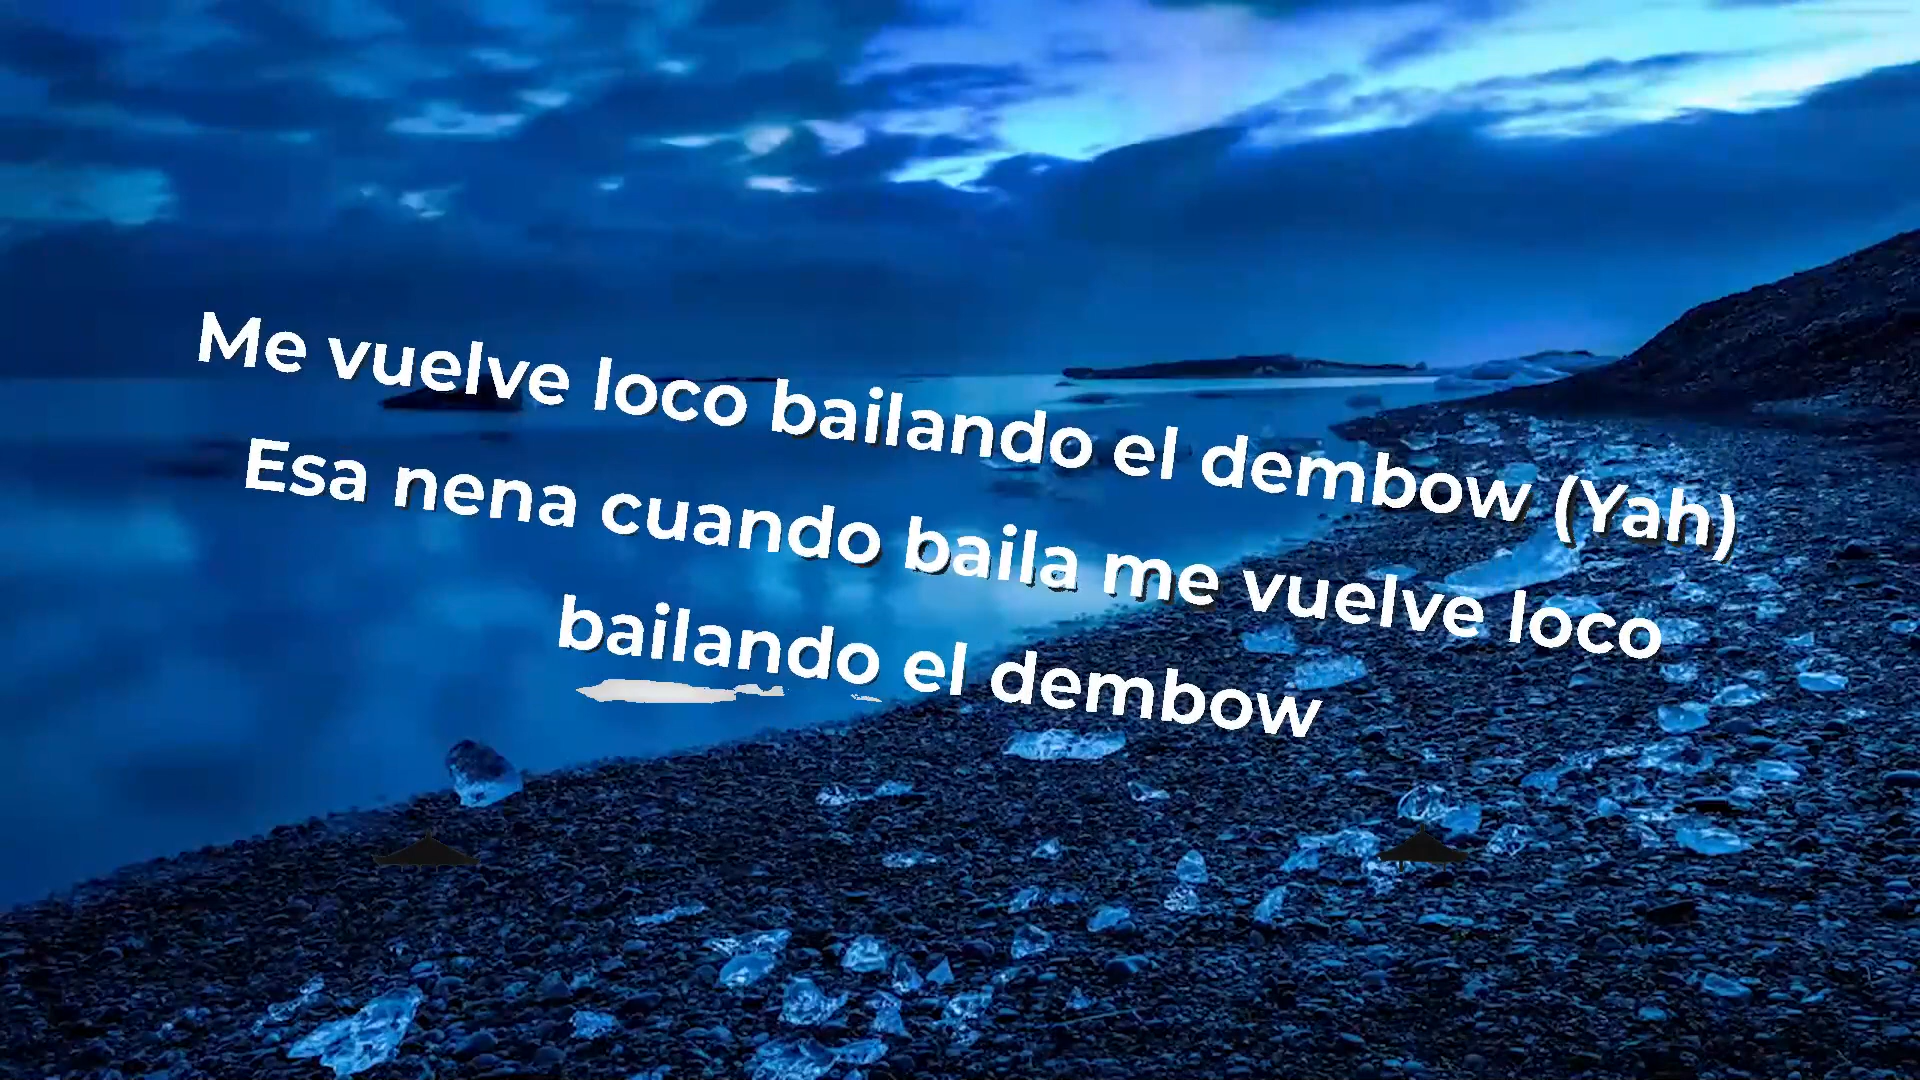 Me vuelve loco bailando el dembow (Yah)
Esa nena cuando baila me vuelve loco
bailando el dembow